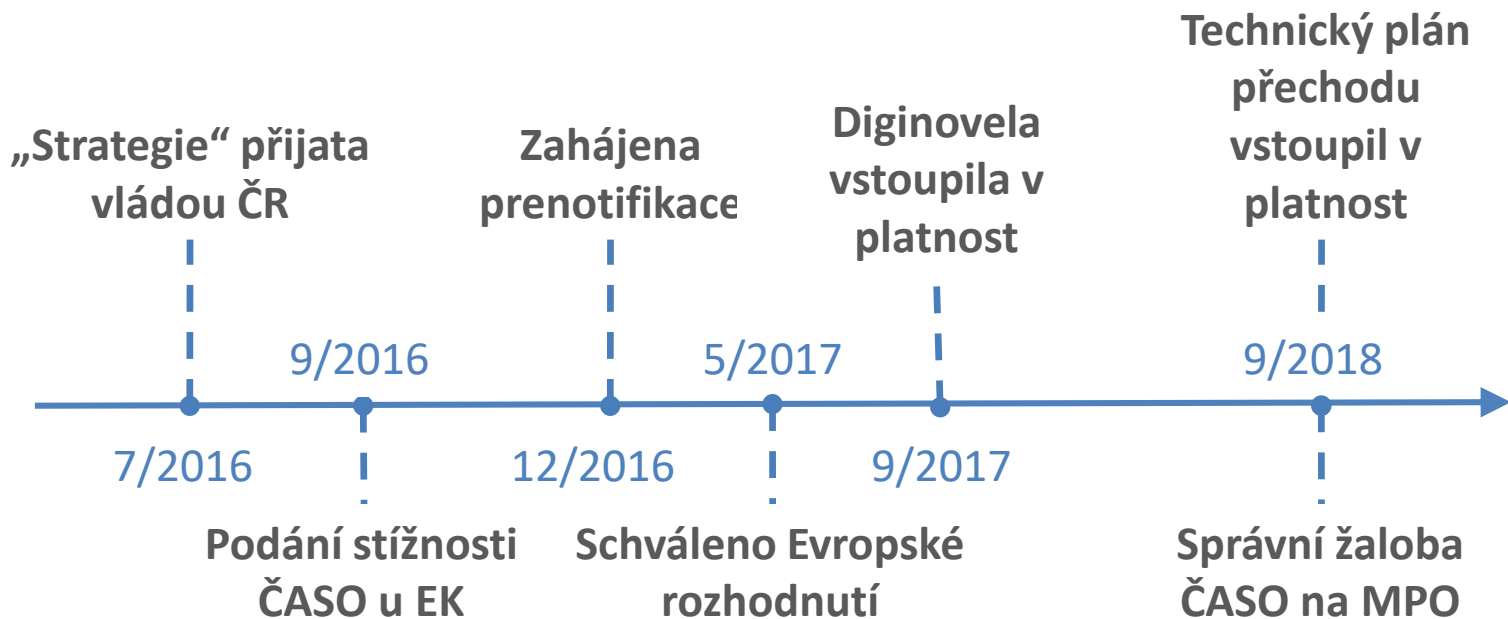 „Strategie“ přijata
vládou ČR
Zahájena
prenotifikace
Diginovela
vstoupila v
platnost
Technický plán
přechodu
vstoupil v
platnost
9/2016
5/2017
9/2018
7/2016
12/2016
9/2017
Podání stížnosti
ČASO u EK
Schváleno Evropské
rozhodnutí
Správní žaloba
ČASO na MPO